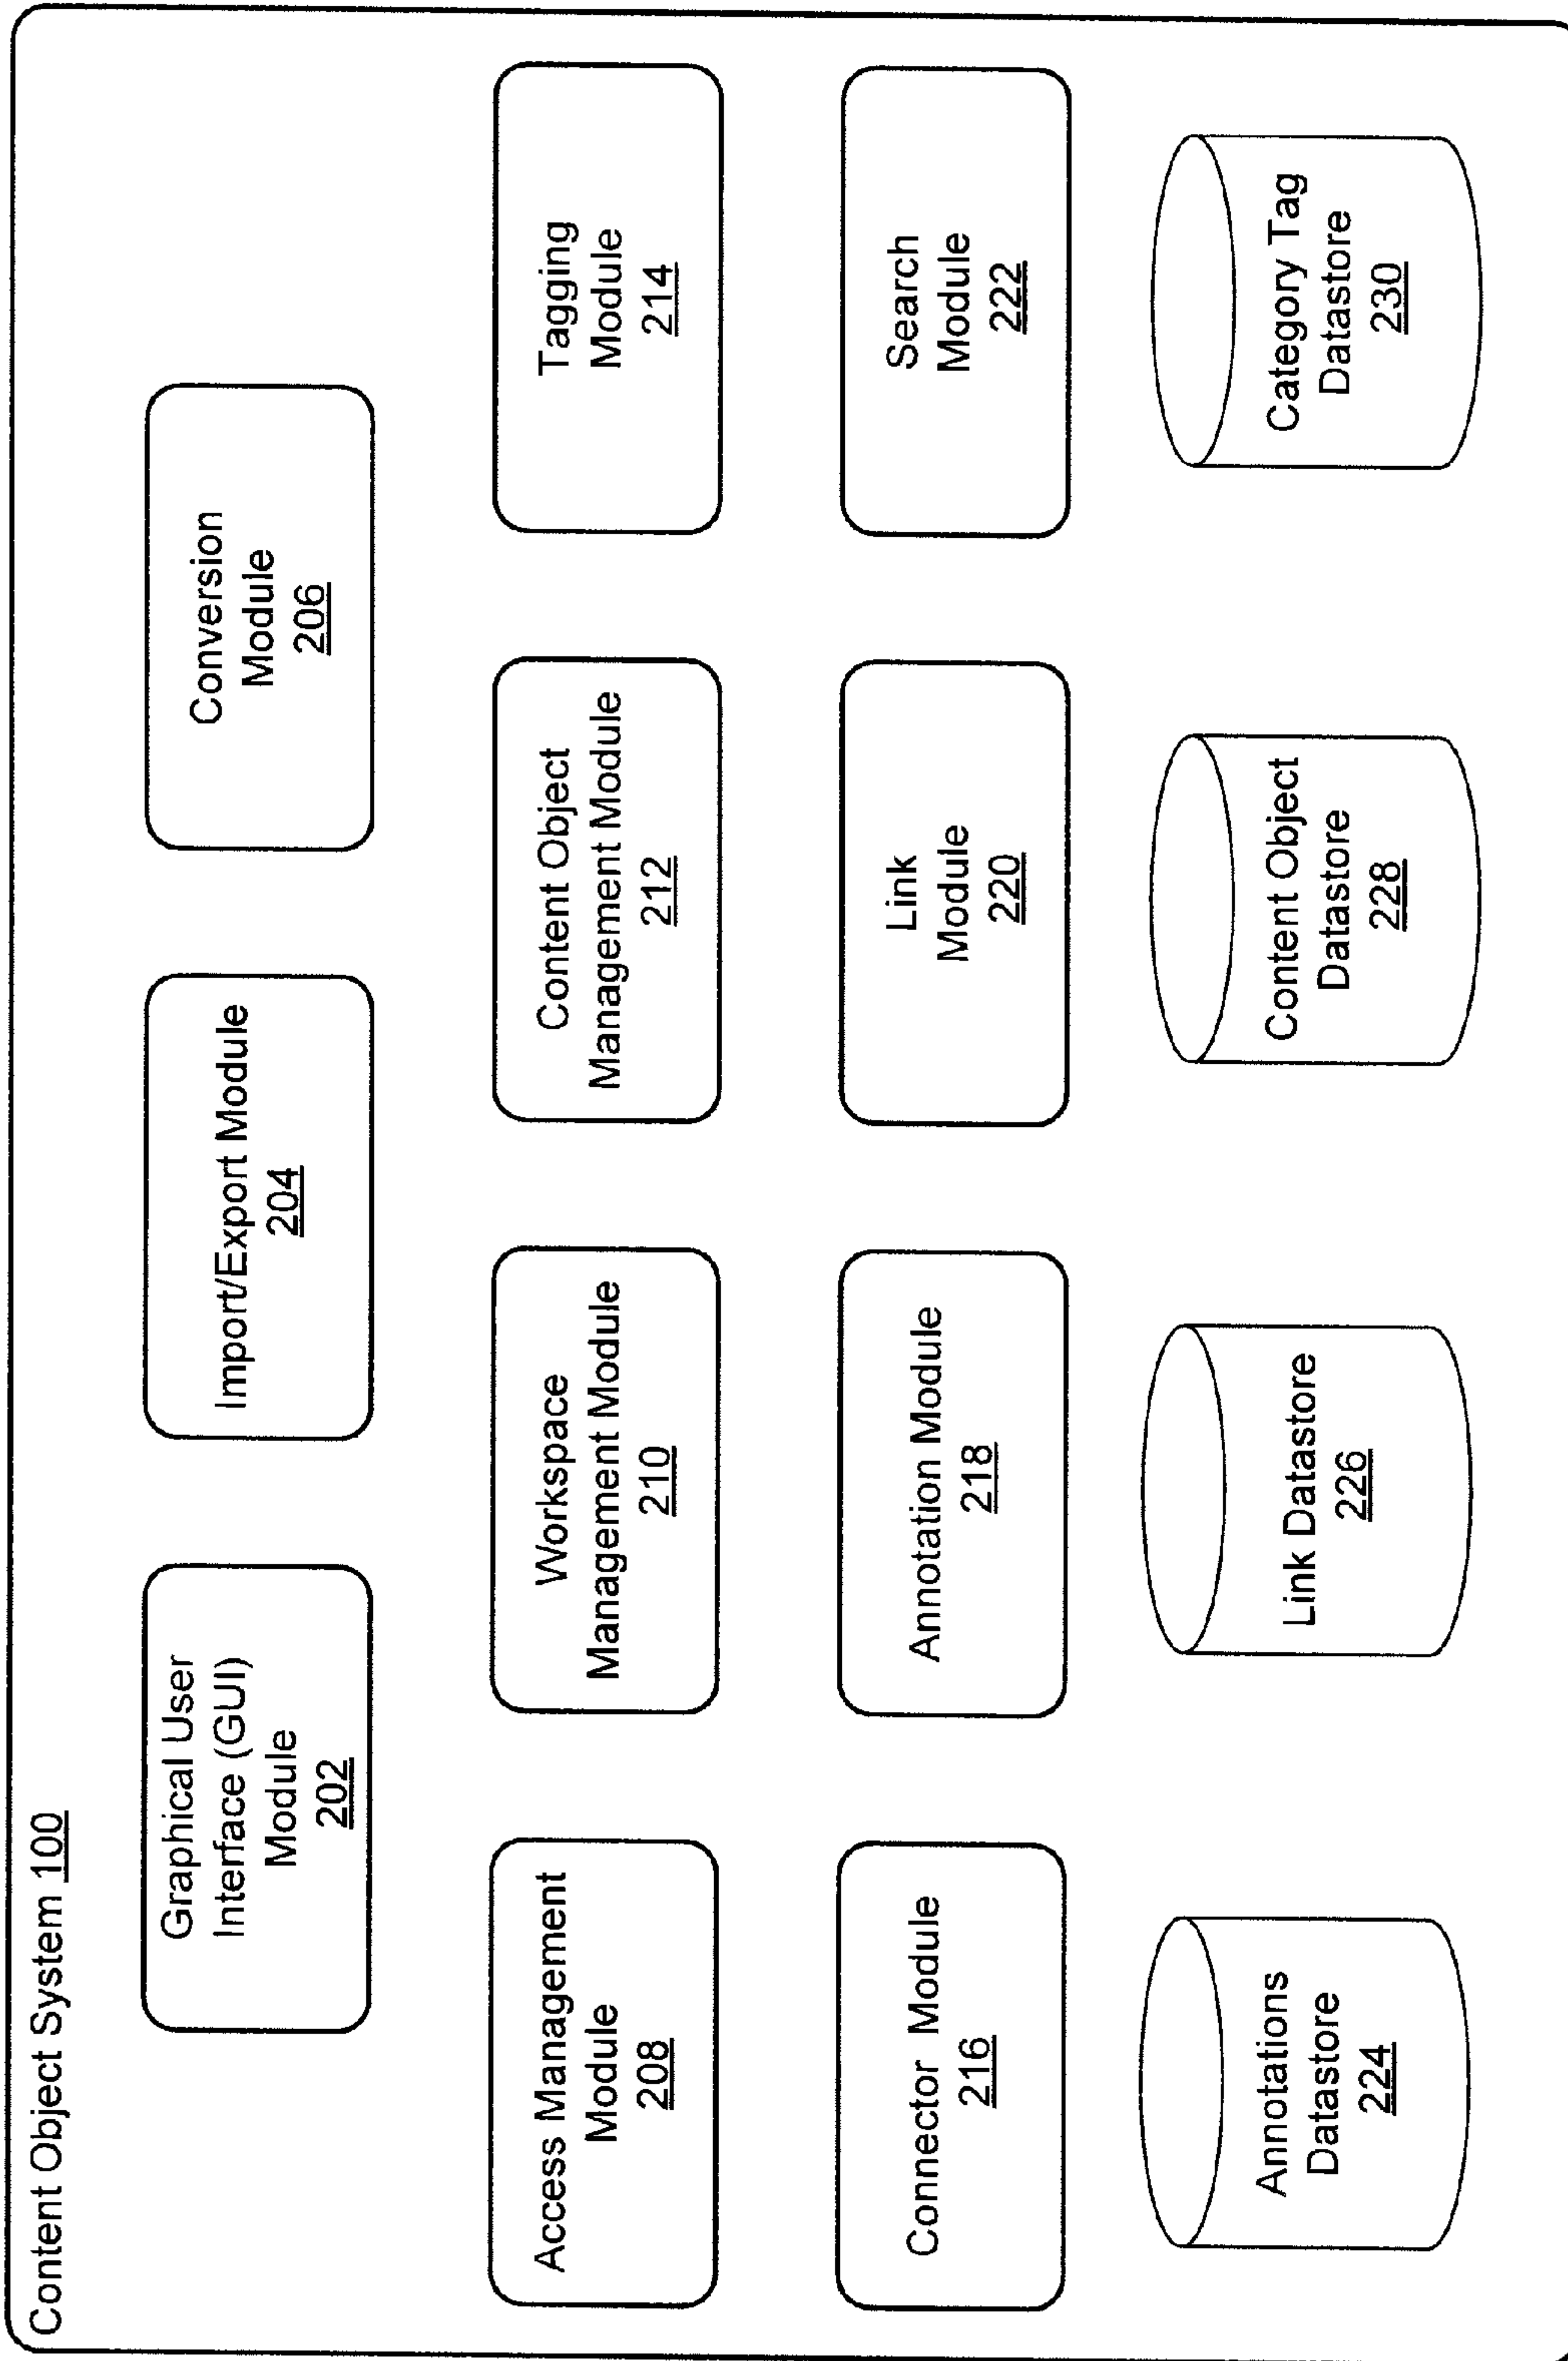 Content Object System 100
Graphical User
Interface (GUI)
Module
202
Import/Export Module
204
Conversion
Module
206
Access Management
Module
208
Workspace
Management Module
210
Content Object
Management Module
212
Tagging
Module
214
Connector Module
216
Annotation Module
218
Link
Module
220
Search
Module
222
Annotations
Datastore
224
Link Datastore
226
Content Object
Datastore
228
Category Tag
Datastore
230